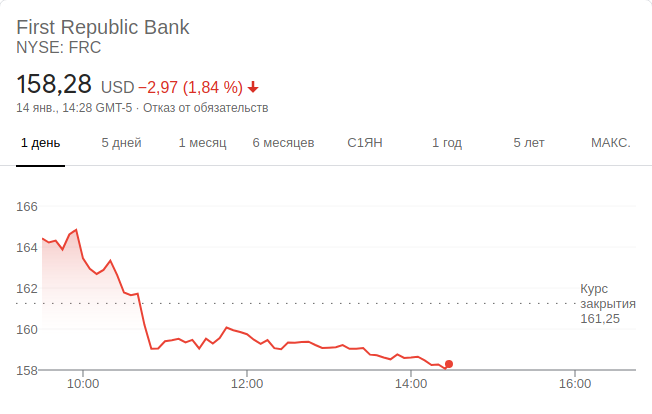 First Republic Bank
NYSE: FRC
158,28 USD −2,97 (1,84 %)
14 янв., 14:28 GMT-5 · Отказ от обязательств
1 день 5 дней 1 месяц 6 месяцев С1ЯН 1 год 5 лет МАКС.
166
164
162
160
158
Курс
закрытия
161,25
10:00 12:00 14:00 16:00